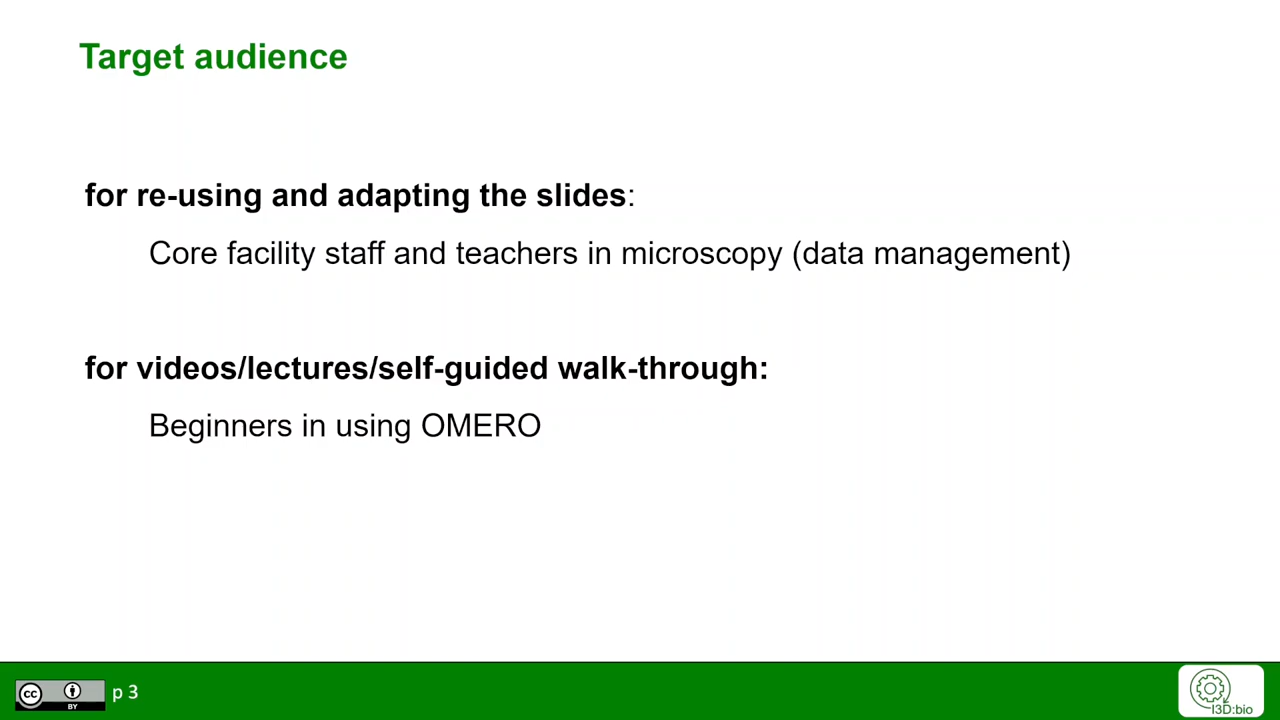 Target audience
for re-using and adapting the slides:
Core facility staff and teachers in microscopy (data management)
for videos/lectures/self-guided walk-through:
Beginners in using OMERO
cc
BY
p 3
I3D:bio